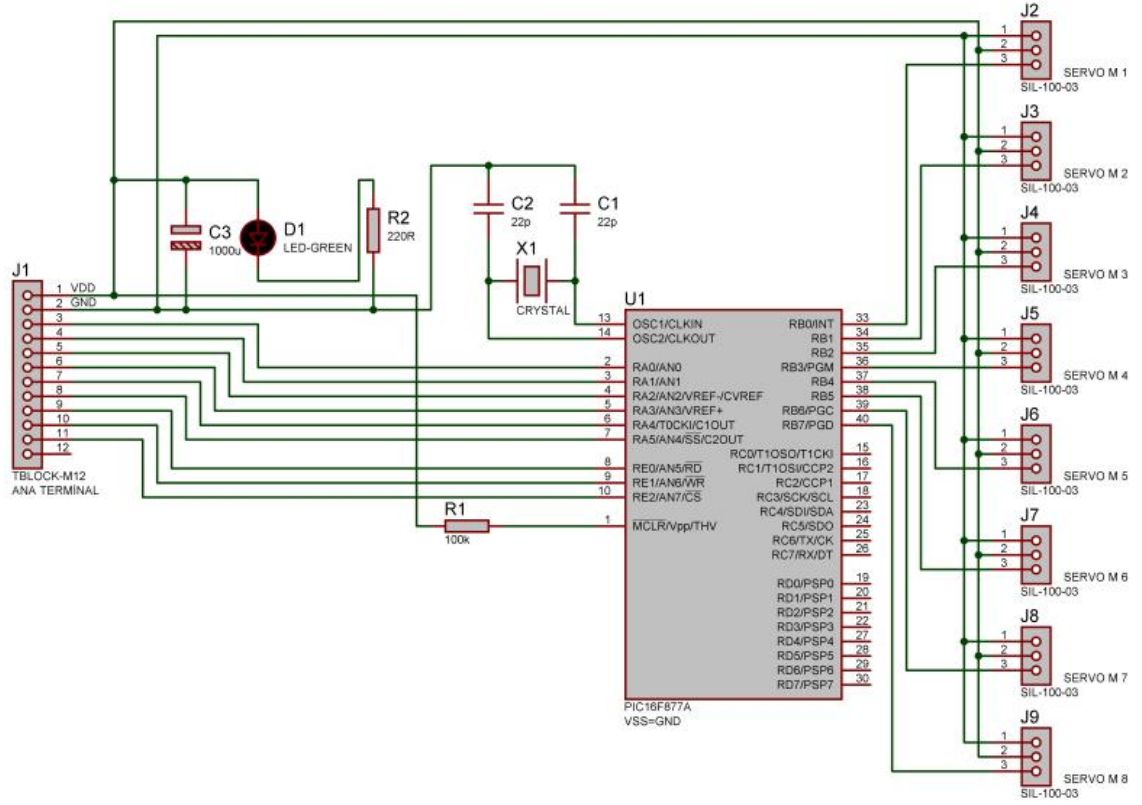 J1
1 VDD
2 GND
3
4
5
6
7
8
9
10
11
12
TBLOCK-M12
ANA TERMİNAL
C3
1000u
D1
LED-GREEN
R2
220R
C2
22p
C1
22p
X1
CRYSTAL
R1
100k
U1
13 OSC1/CLKIN
14 OSC2/CLKOUT
2 RA0/AN0
3 RA1/AN1
4 RA2/AN2/VREF-/CVREF
5 RA3/AN3/VREF+
6 RA4/T0CKI/C1OUT
7 RA5/AN4/SS/C2OUT
8 RE0/AN5/RD
9 RE1/AN6/WR
10 RE2/AN7/CS
1 MCLR/Vpp/THV
RB0/INT 33
RB1 34
RB2 35
RB3/PGM 36
RB4 37
RB5 38
RB6/PGC 39
RB7/PGD 40
RC0/T1OSO/T1CKI 15
RC1/T1OSI/CCP2 16
RC2/CCP1 17
RC3/SCK/SCL 18
RC4/SDI/SDA 23
RC5/SDO 24
RC6/TX/CK 25
RC7/RX/DT 26
RD0/PSP0 19
RD1/PSP1 20
RD2/PSP2 21
RD3/PSP3 22
RD4/PSP4 27
RD5/PSP5 28
RD6/PSP6 29
RD7/PSP7 30
PIC16F877A
VSS=GND
J2
1
2
3
SERVO M 1
SIL-100-03
J3
1
2
3
SERVO M 2
SIL-100-03
J4
1
2
3
SERVO M 3
SIL-100-03
J5
1
2
3
SERVO M 4
SIL-100-03
J6
1
2
3
SERVO M 5
SIL-100-03
J7
1
2
3
SERVO M 6
SIL-100-03
J8
1
2
3
SERVO M 7
SIL-100-03
J9
1
2
3
SERVO M 8
SIL-100-03